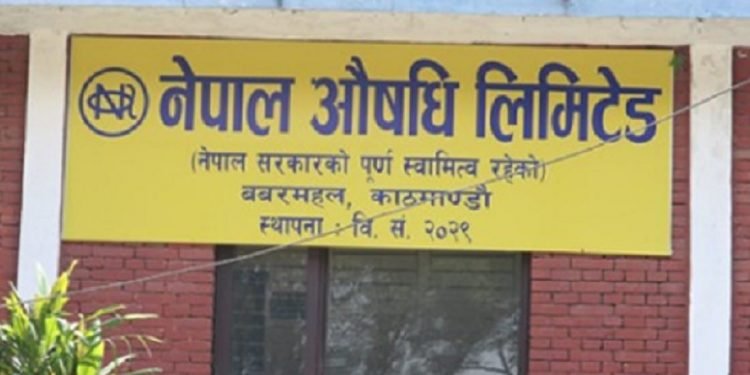 नेपाल औषधि लिमिटेड
(नेपाल सरकारको पूर्ण स्वामित्व रहेको)
बबरमहल, काठमाण्डौ
स्थापना : वि. सं. २०२९